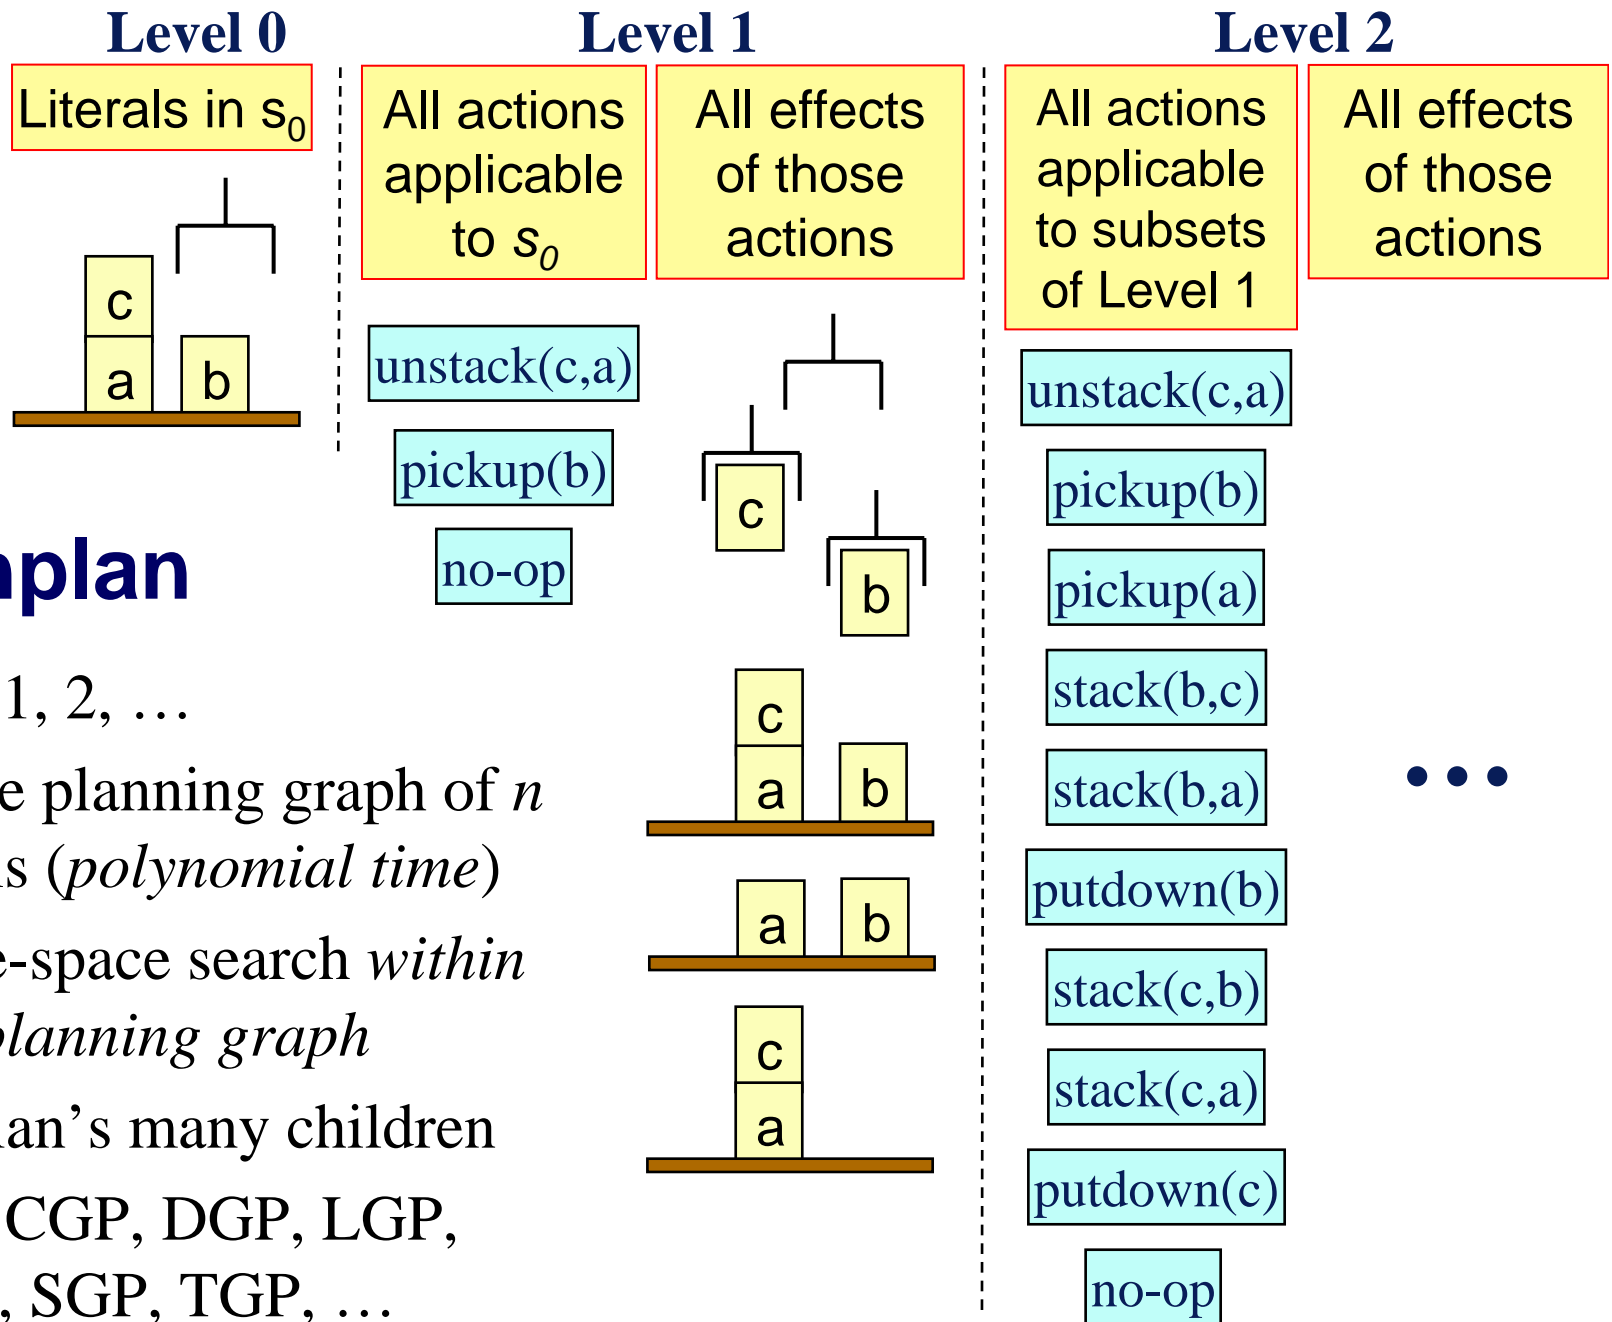 Level 0
Level 1
Level 2
Literals in s0
All actions
applicable
to s0
All effects
of those
actions
All actions
applicable
to subsets
of Level 1
All effects
of those
actions
c
a
b
unstack(c,a)
pickup(b)
no-op
c
b
c
a
b
a
b
c
a
unstack(c,a)
pickup(b)
pickup(a)
stack(b,c)
stack(b,a)
putdown(b)
stack(c,b)
stack(c,a)
putdown(c)
no-op
• • •
nplan
1, 2, …
e planning graph of n
s (polynomial time)
e-space search within
planning graph
an's many children
CGP, DGP, LGP,
, SGP, TGP, …